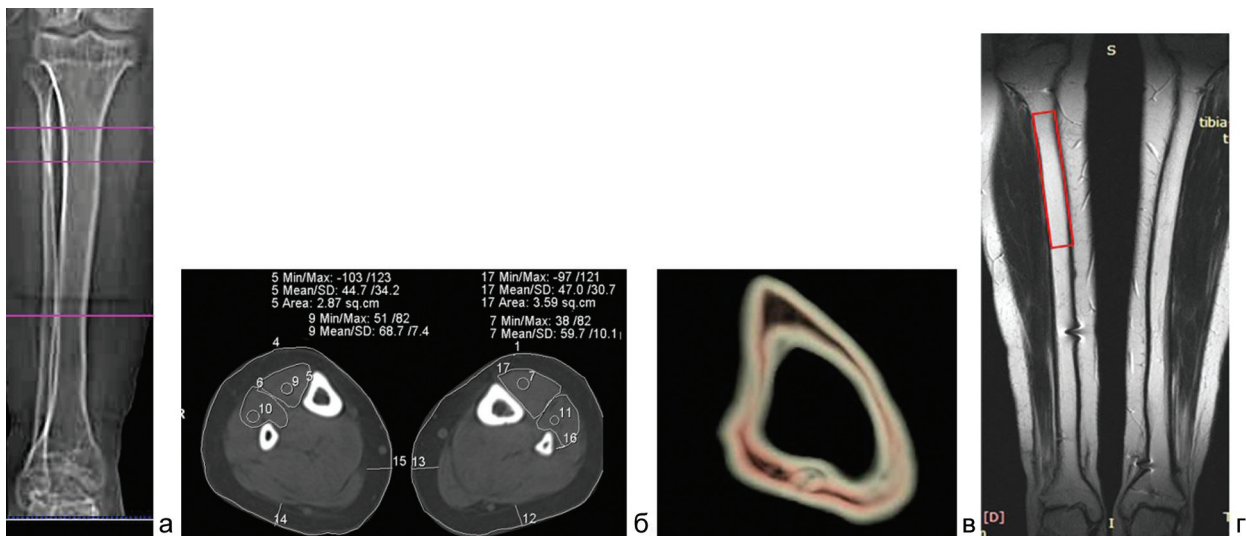 а
5 Min/Max: -103 /123
5 Mean/SD: 44.7 /34.2
5 Area: 2.87 sq.cm
9 Min/Max: 51 /82
9 Mean/SD: 68.7 /7.4
17 Min/Max: -97 /121
17 Mean/SD: 47.0 /30.7
17 Area: 3.59 sq.cm
7 Min/Max: 38 /82
7 Mean/SD: 59.7 /10.1
4
6
9
5
10
R
15
14
1
17
7
11
16
13
12
б
в
S
tibia
t
[D]
I
T
г